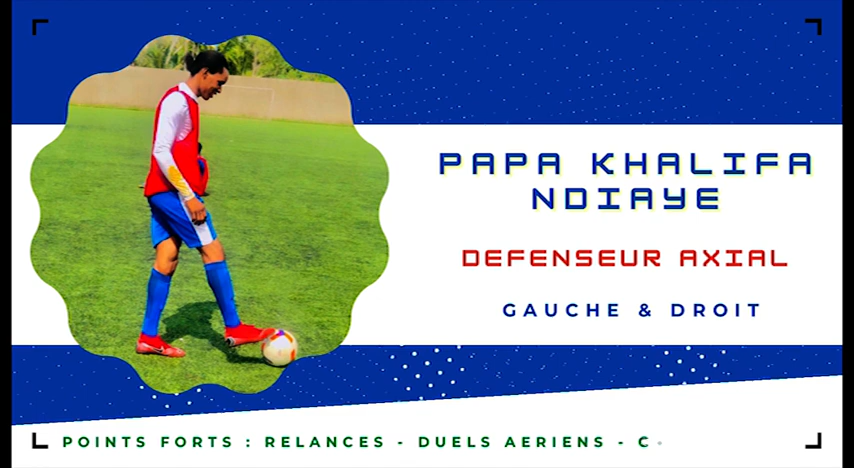 PAPA KHALIFA
NDIAYE
DEFENSEUR AXIAL
GAUCHE & DROIT
POINTS FORTS : RELANCES - DUELS AERIENS - C